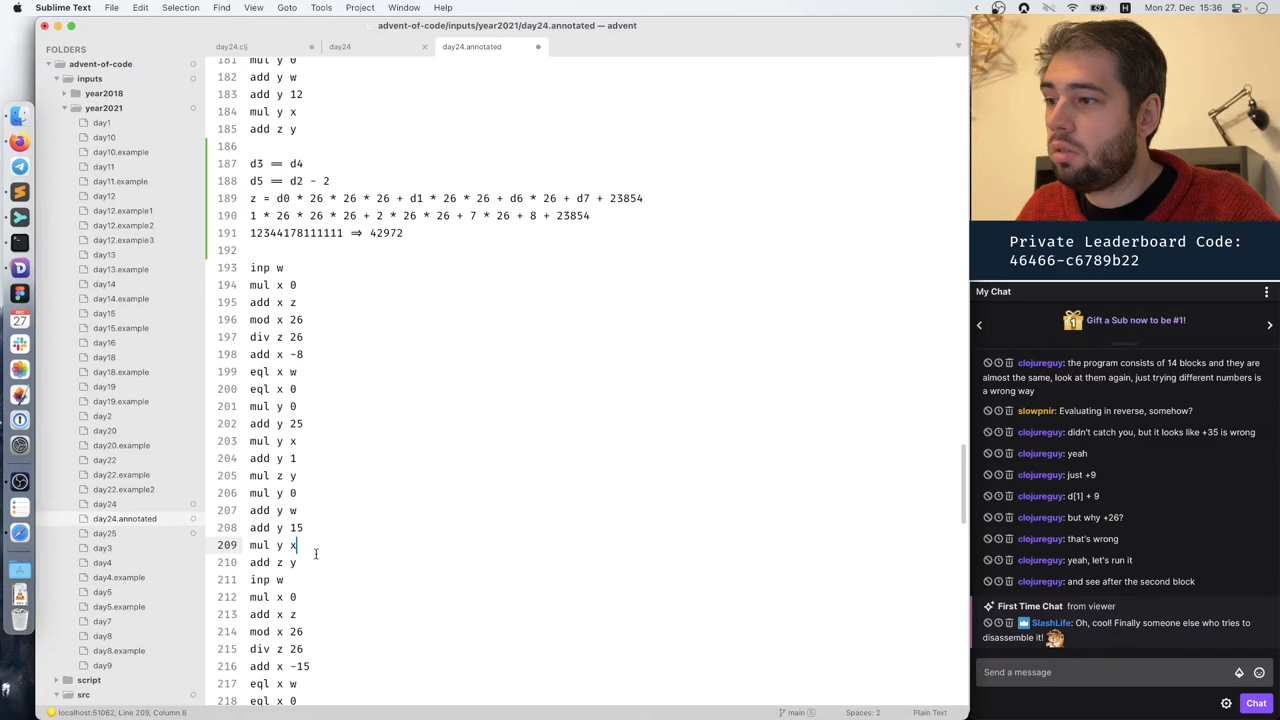 Sublime Text File Edit Selection Find View Goto Tools Project Window Help
Mon 27. Dec 15:36
advent-of-code/inputs/year2021/day24.annotated — advent
FOLDERS
advent-of-code
inputs
year2018
year2021
day1
day10
day10.example
day11
day11.example
day12
day12.example1
day12.example2
day12.example3
day13
day13.example
day14
day14.example
day15
day15.example
day16
day18
day18.example
day19
day19.example
day2
day20
day20.example
day22
day22.example
day22.example2
day24
day24.annotated
day25
day3
day4
day4.example
day5
day5.example
day7
day8
day8.example
day9
script
src
day24.clj
day24
day24.annotated
181 mul y 0
182 add y w
183 add y 12
184 mul y x
185 add z y
186
187 d3 == d4
188 d5 == d2 - 2
189 z = d0 * 26 * 26 * 26 + d1 * 26 * 26 + d6 * 26 + d7 + 23854
190 1 * 26 * 26 * 26 + 2 * 26 * 26 + 7 * 26 + 8 + 23854
191 12344178111111 => 42972
192
193 inp w
194 mul x 0
195 add x z
196 mod x 26
197 div z 26
198 add x -8
199 eql x w
200 eql x 0
201 mul y 0
202 add y 25
203 mul y x
204 add y 1
205 mul z y
206 mul y 0
207 add y w
208 add y 15
209 mul y x
210 add z y
211 inp w
212 mul x 0
213 add x z
214 mod x 26
215 div z 26
216 add x -15
217 eql x w
218 eql x 0
localhost:51062, Line 209, Column 8
main 5
Spaces: 2
Plain Text
Private Leaderboard Code:
46466-c6789b22
My Chat
1
Gift a Sub now to be #1!
clojureguy: the program consists of 14 blocks and they are
almost the same, look at them again, just trying different numbers is
a wrong way
slowpnir: Evaluating in reverse, somehow?
clojureguy: didn't catch you, but it looks like +35 is wrong
clojureguy: yeah
clojureguy: just +9
clojureguy: d[1] + 9
clojureguy: but why +26?
clojureguy: that's wrong
clojureguy: yeah, let's run it
clojureguy: and see after the second block
First Time Chat from viewer
SlashLife: Oh, cool! Finally someone else who tries to
disassemble it!
Send a message
Chat